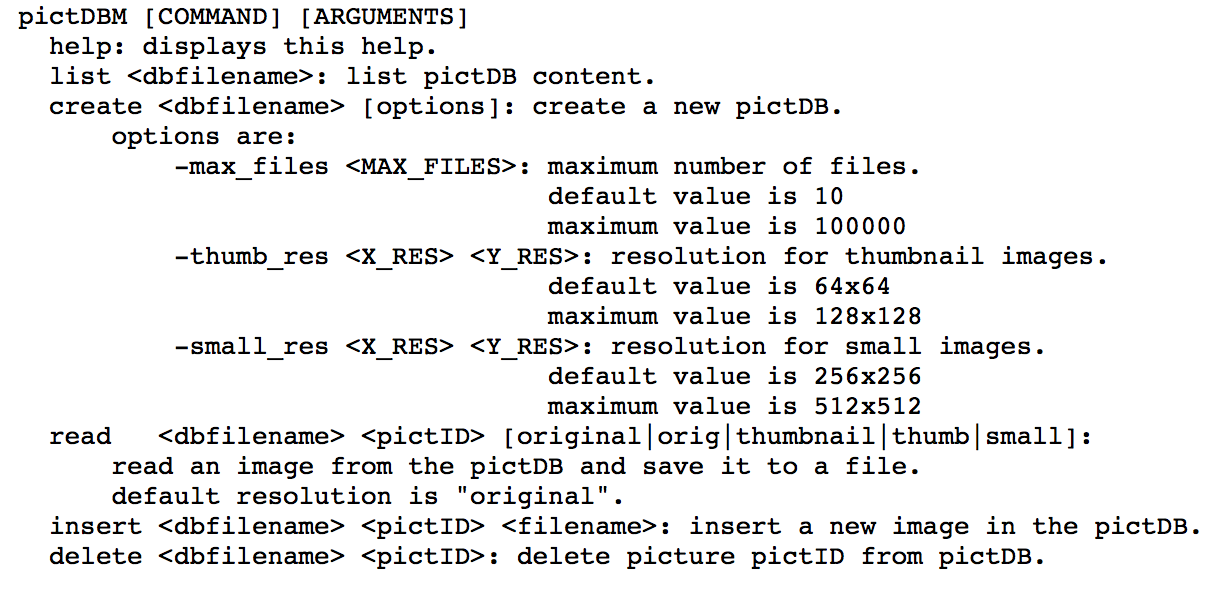 pictDBM [COMMAND] [ARGUMENTS]
  help: displays this help.
  list <dbfilename>: list pictDB content.
  create <dbfilename> [options]: create a new pictDB.
      options are:
          -max_files <MAX_FILES>: maximum number of files.
                                  default value is 10
                                  maximum value is 100000
          -thumb_res <X_RES> <Y_RES>: resolution for thumbnail images.
                                  default value is 64x64
                                  maximum value is 128x128
          -small_res <X_RES> <Y_RES>: resolution for small images.
                                  default value is 256x256
                                  maximum value is 512x512
  read   <dbfilename> <pictID> [original|orig|thumbnail|thumb|small]:
      read an image from the pictDB and save it to a file.
      default resolution is "original".
  insert <dbfilename> <pictID> <filename>: insert a new image in the pictDB.
  delete <dbfilename> <pictID>: delete picture pictID from pictDB.